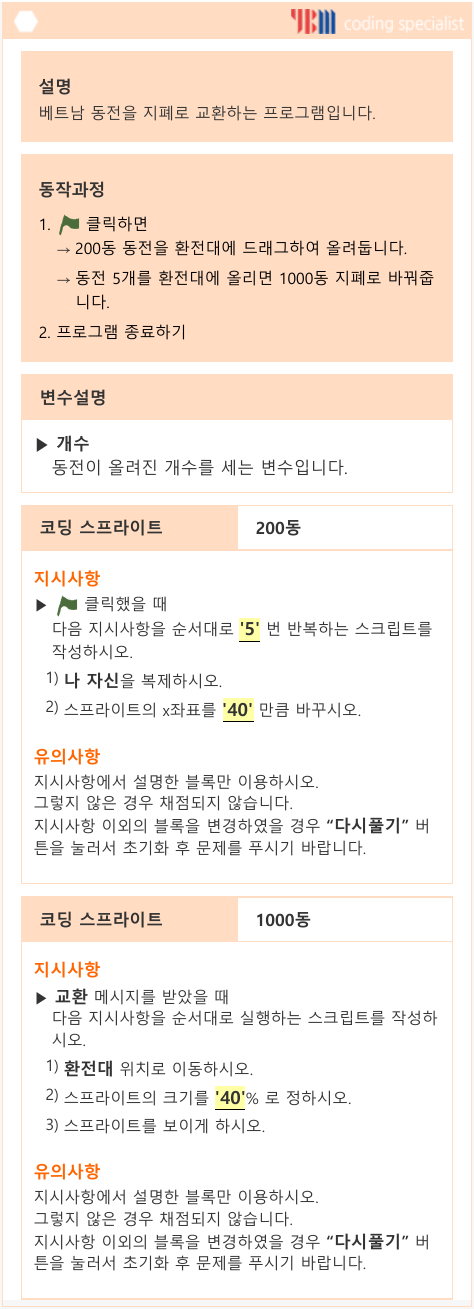 YBM coding specialist
설명
베트남 동전을 지폐로 교환하는 프로그램입니다.
동작과정
1. 클릭하면
→ 200동 동전을 환전대에 드래그하여 올려둡니다.
→ 동전 5개를 환전대에 올리면 1000동 지폐로 바꿔줍
니다.
2. 프로그램 종료하기
변수설명
▶ 개수
동전이 올려진 개수를 세는 변수입니다.
코딩 스프라이트 200동
지시사항
▶ 클릭했을 때
다음 지시사항을 순서대로 '5' 번 반복하는 스크립트를
작성하시오.
1) 나 자신을 복제하시오.
2) 스프라이트의 x좌표를 '40' 만큼 바꾸시오.
유의사항
지시사항에서 설명한 블록만 이용하시오.
그렇지 않은 경우 채점되지 않습니다.
지시사항 이외의 블록을 변경하였을 경우 “다시풀기” 버
튼을 눌러서 초기화 후 문제를 푸시기 바랍니다.
코딩 스프라이트 1000동
지시사항
▶ 교환 메시지를 받았을 때
다음 지시사항을 순서대로 실행하는 스크립트를 작성하
시오.
1) 환전대 위치로 이동하시오.
2) 스프라이트의 크기를 '40'% 로 정하시오.
3) 스프라이트를 보이게 하시오.
유의사항
지시사항에서 설명한 블록만 이용하시오.
그렇지 않은 경우 채점되지 않습니다.
지시사항 이외의 블록을 변경하였을 경우 “다시풀기” 버
튼을 눌러서 초기화 후 문제를 푸시기 바랍니다.